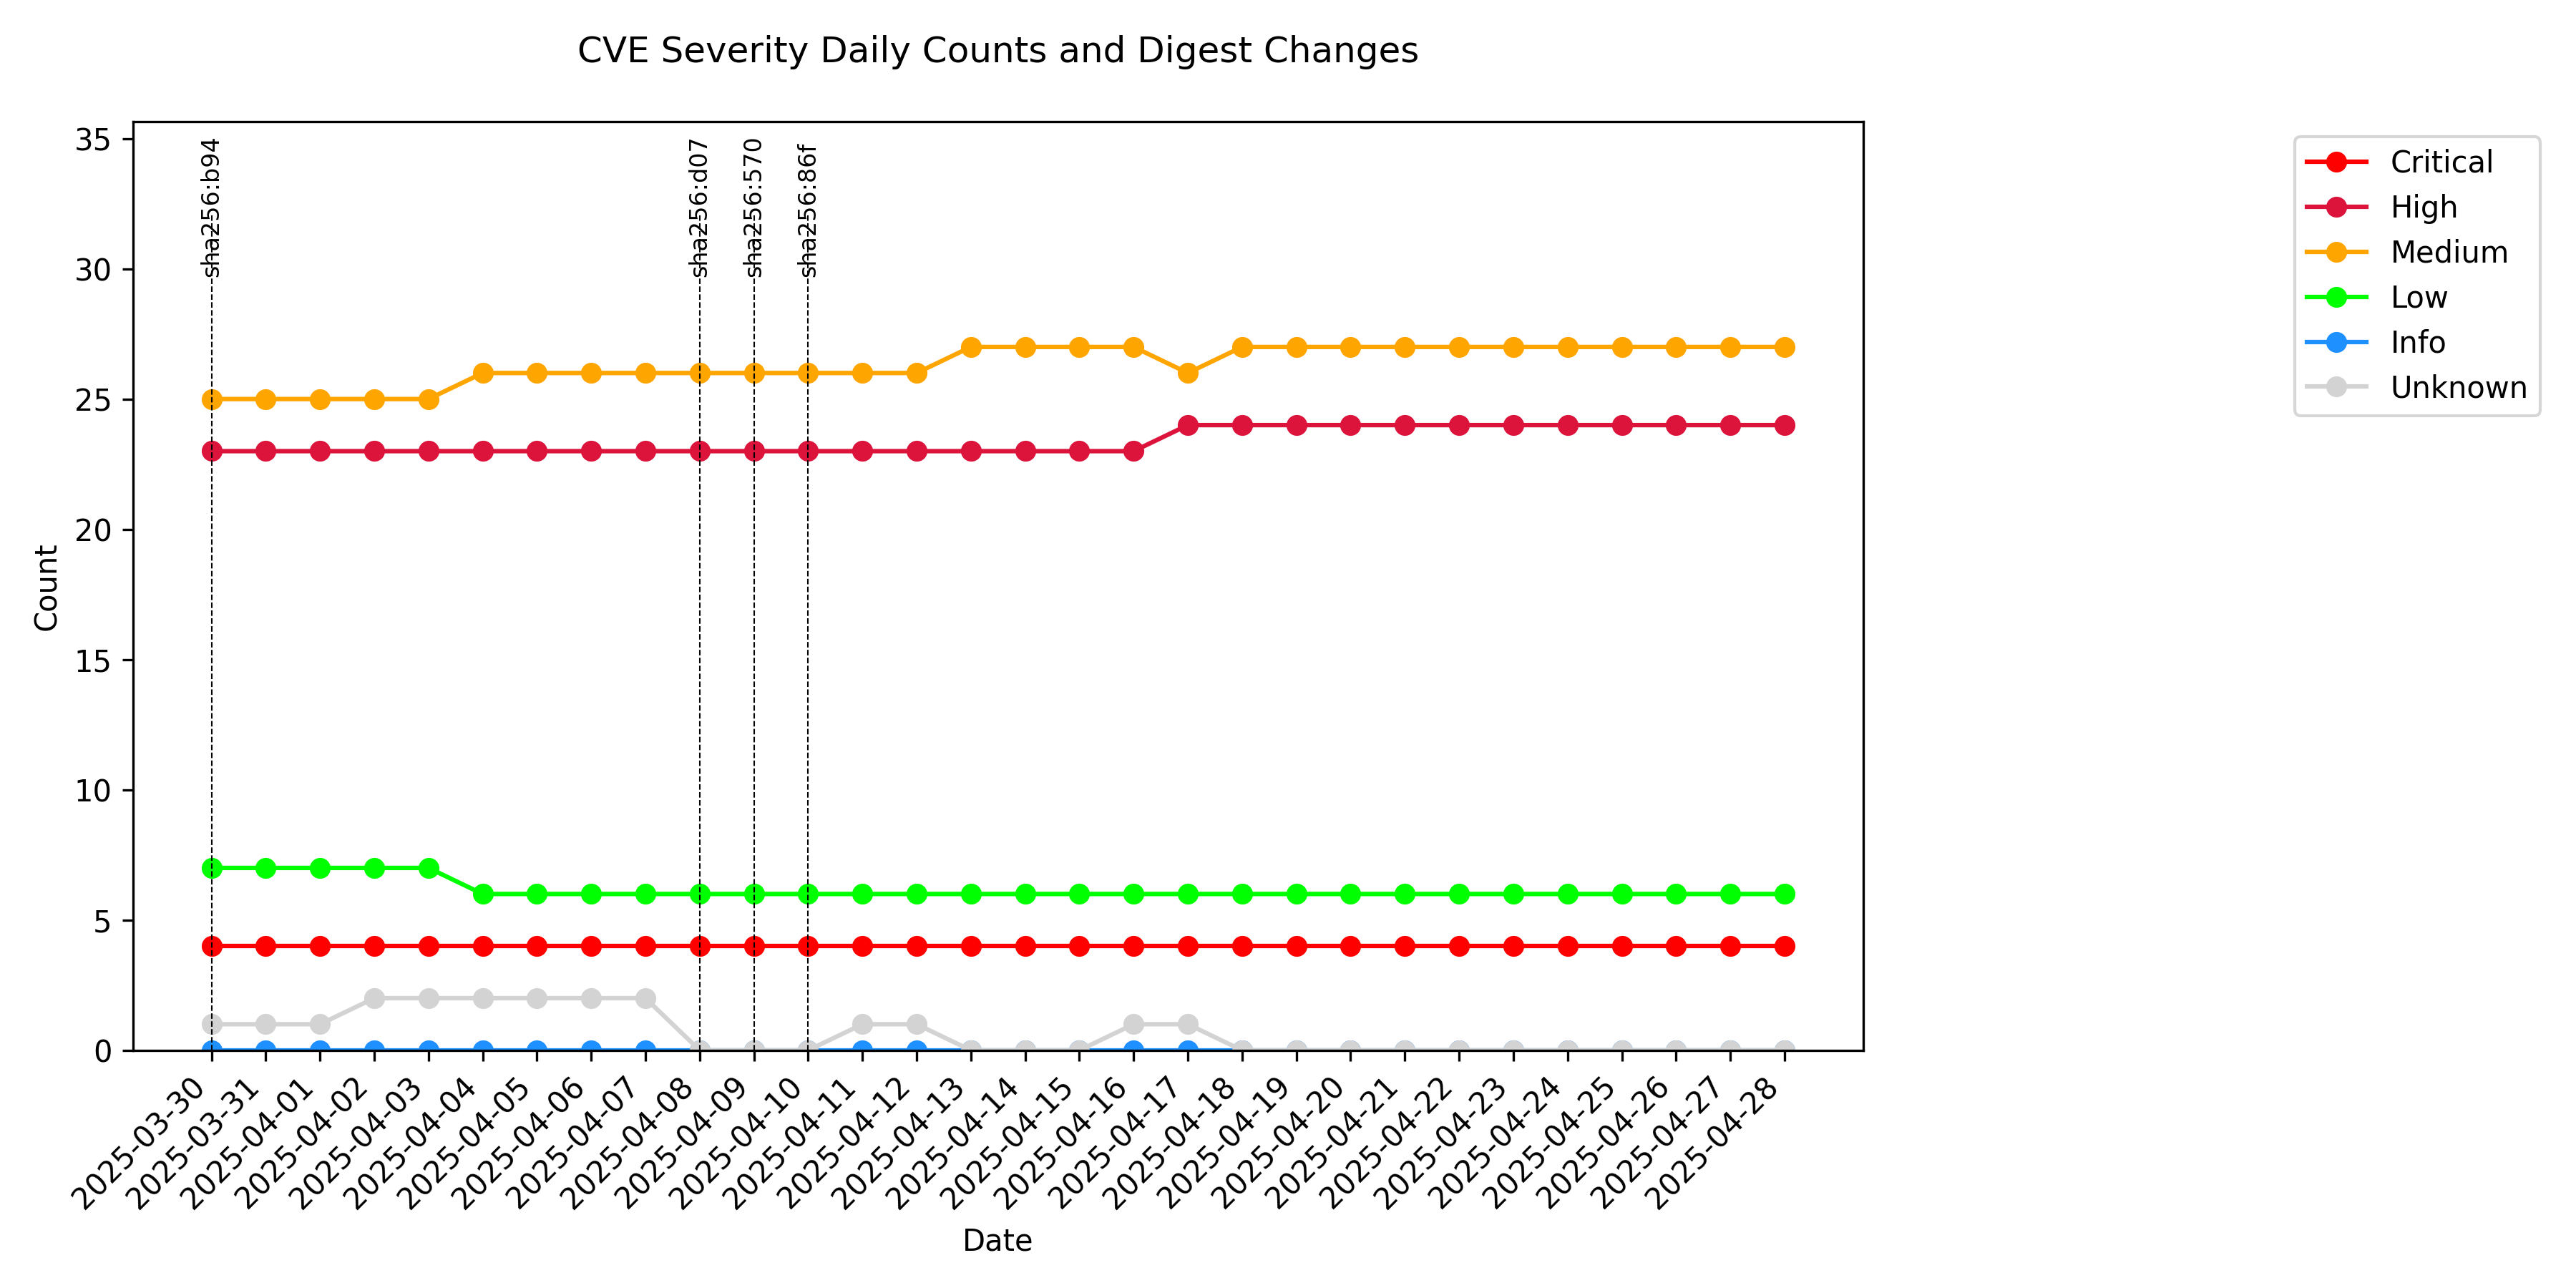 CVE Severity Daily Counts and Digest Changes
35
30
25
20
15
10
5
0
Count
sha256:b94
sha256:d07
sha256:570
sha256:86f
Critical
High
Medium
Low
Info
Unknown
2025-03-30
2025-03-31
2025-04-01
2025-04-02
2025-04-03
2025-04-04
2025-04-05
2025-04-06
2025-04-07
2025-04-08
2025-04-09
2025-04-10
2025-04-11
2025-04-12
2025-04-13
2025-04-14
2025-04-15
2025-04-16
2025-04-17
2025-04-18
2025-04-19
2025-04-20
2025-04-21
2025-04-22
2025-04-23
2025-04-24
2025-04-25
2025-04-26
2025-04-27
2025-04-28
Date